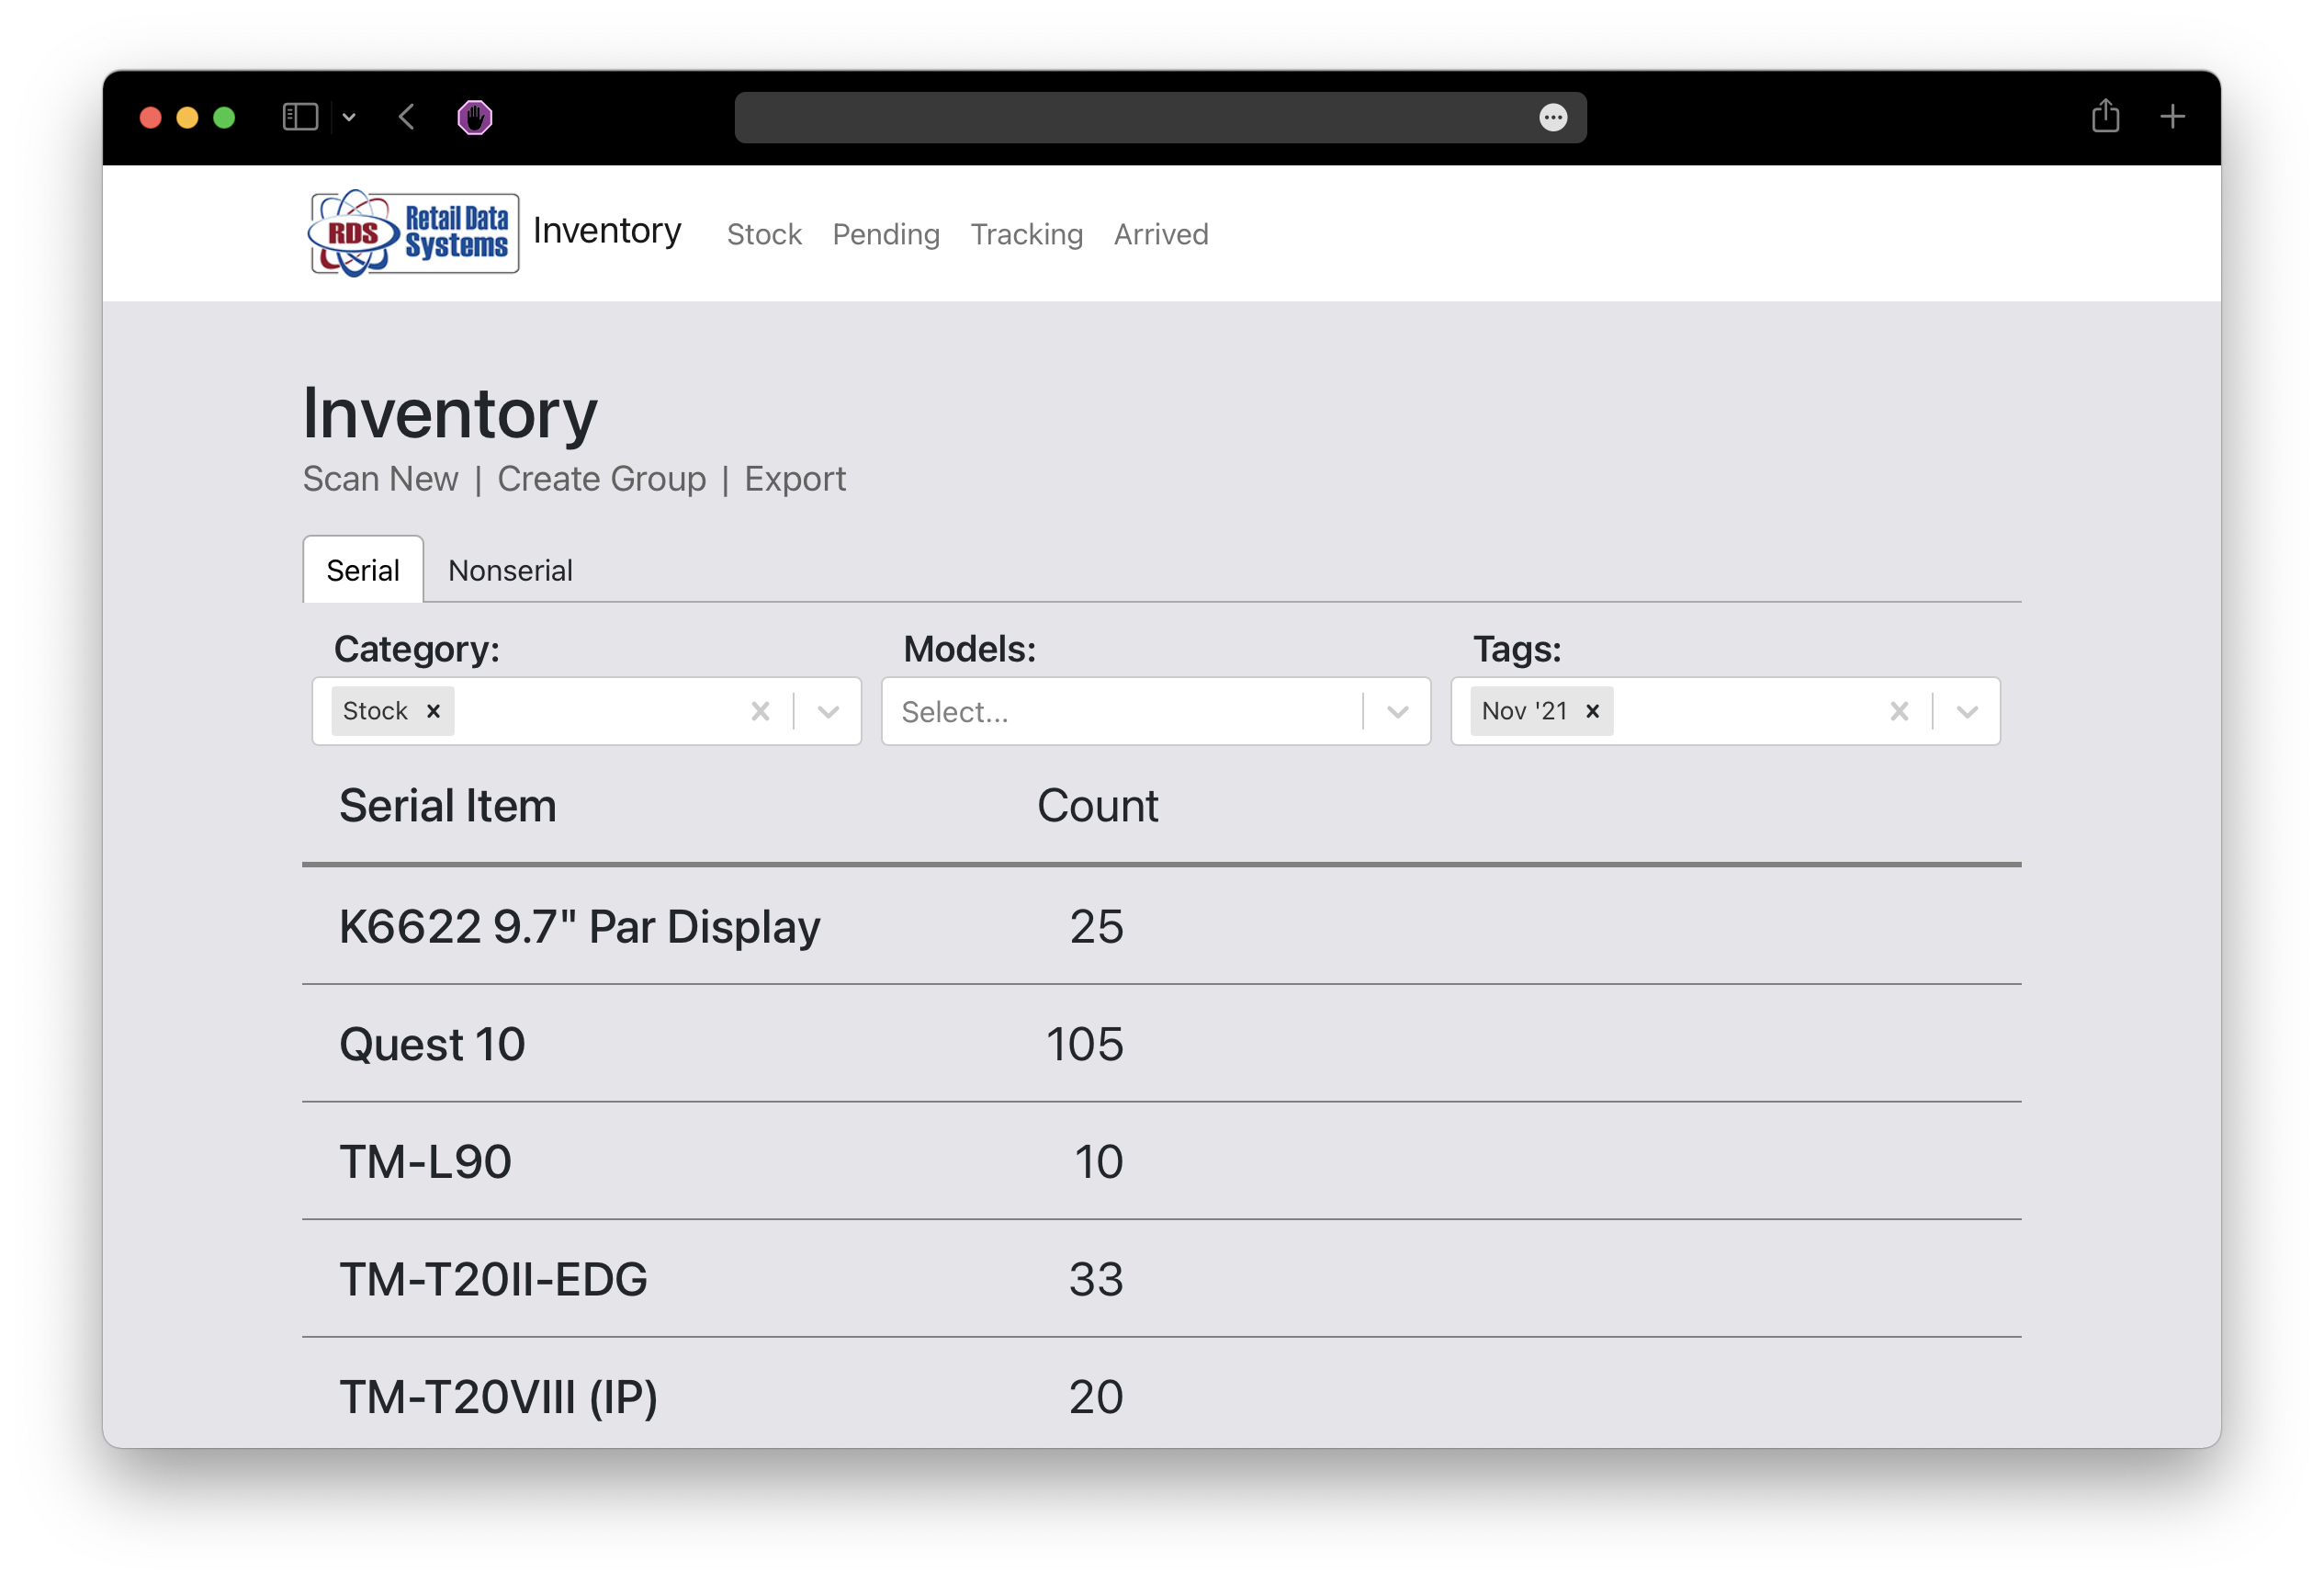 RDS Retail Data Systems Inventory Stock Pending Tracking Arrived
Inventory
Scan New | Create Group | Export
Serial Nonserial
Category: Models: Tags:
Stock × Select... Nov '21 ×
Serial Item Count
K6622 9.7" Par Display 25
Quest 10 105
TM-L90 10
TM-T20II-EDG 33
TM-T20VIII (IP) 20